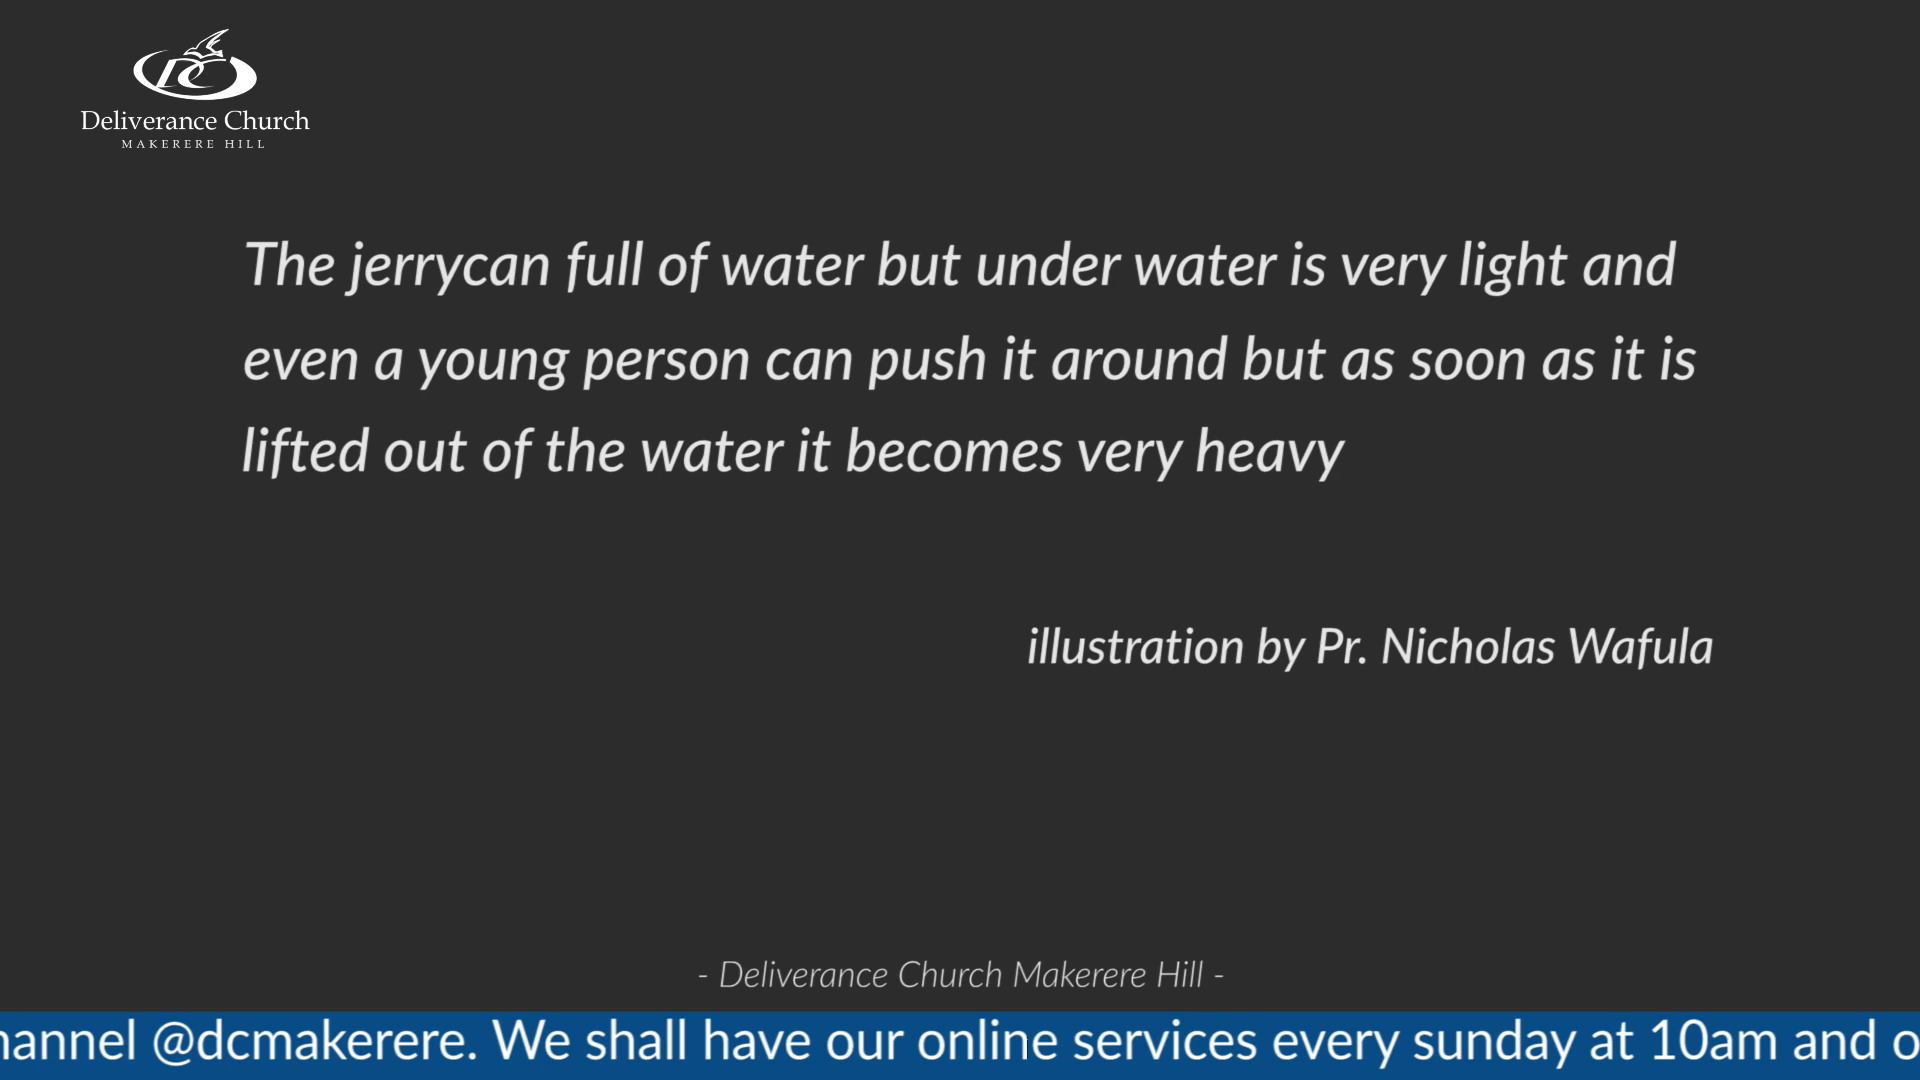 DC
Deliverance Church
MAKERERE HILL
The jerrycan full of water but under water is very light and
even a young person can push it around but as soon as it is
lifted out of the water it becomes very heavy
illustration by Pr. Nicholas Wafula
- Deliverance Church Makerere Hill -
hannel @dcmakerere. We shall have our online services every sunday at 10am and o